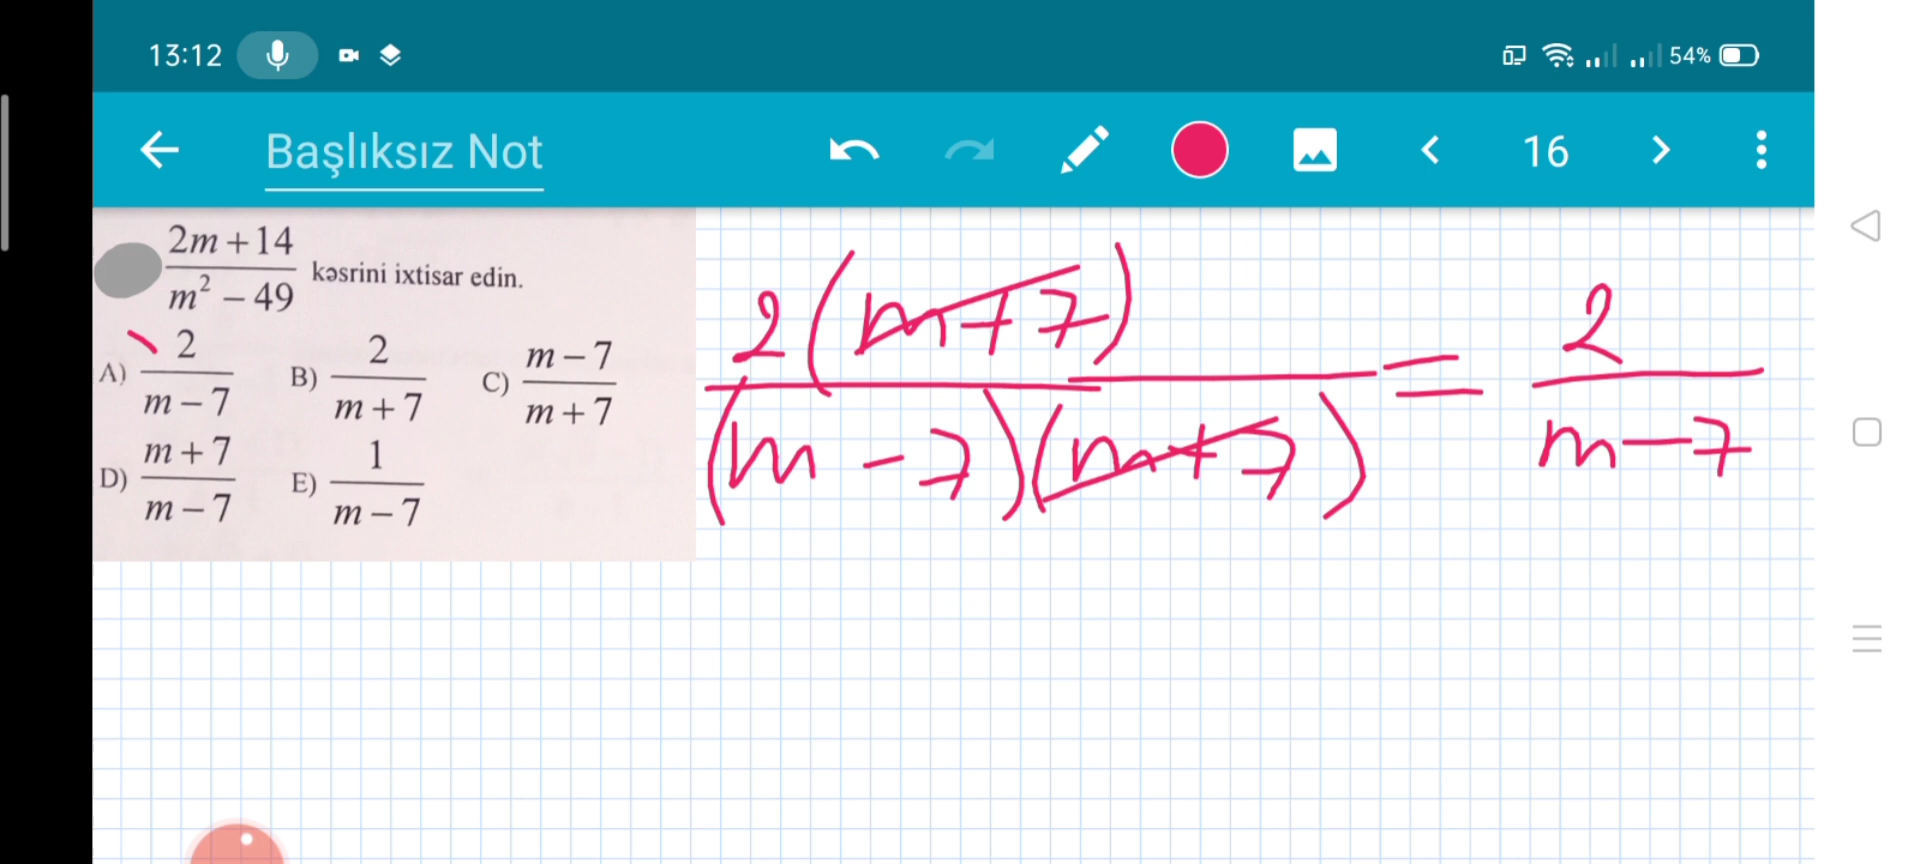 13:12 54%
Başlıksız Not 16
2m + 14 / m² – 49 kəsrini ixtisar edin.
A) 2 / m – 7 B) 2 / m + 7 C) m – 7 / m + 7
D) m + 7 / m – 7 E) 1 / m – 7
2(m+7) / (m-7)(m+7) = 2 / m-7